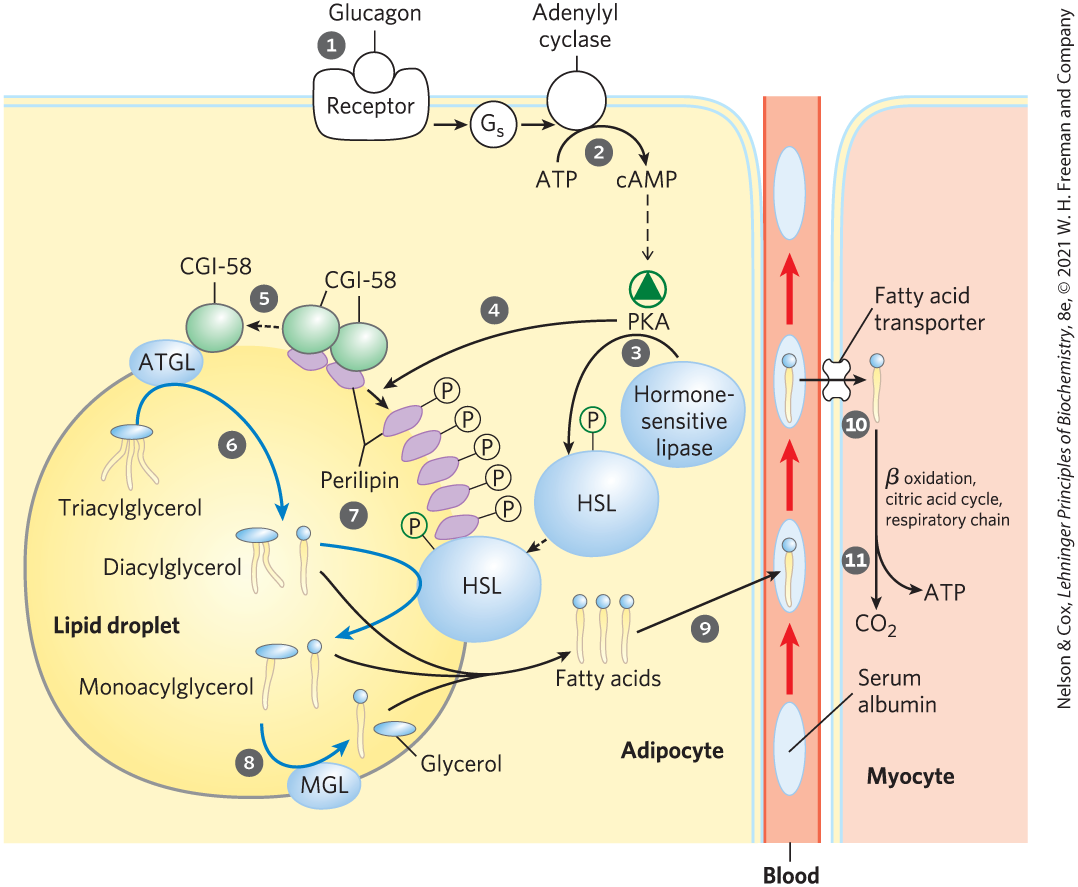 Glucagon
1
Receptor
Gs
Adenylyl
cyclase
2
ATP
cAMP
PKA
3
Hormone-
sensitive
lipase
P
HSL
4
CGI-58
5
CGI-58
ATGL
P
P
P
P
P
Perilipin
6
Triacylglycerol
7
P
HSL
Diacylglycerol
Lipid droplet
Monoacylglycerol
8
MGL
Glycerol
Fatty acids
9
Adipocyte
Blood
Fatty acid
transporter
10
β oxidation,
citric acid cycle,
respiratory chain
11
ATP
CO2
Serum
albumin
Myocyte
Nelson & Cox, Lehninger Principles of Biochemistry, 8e, © 2021 W. H. Freeman and Company